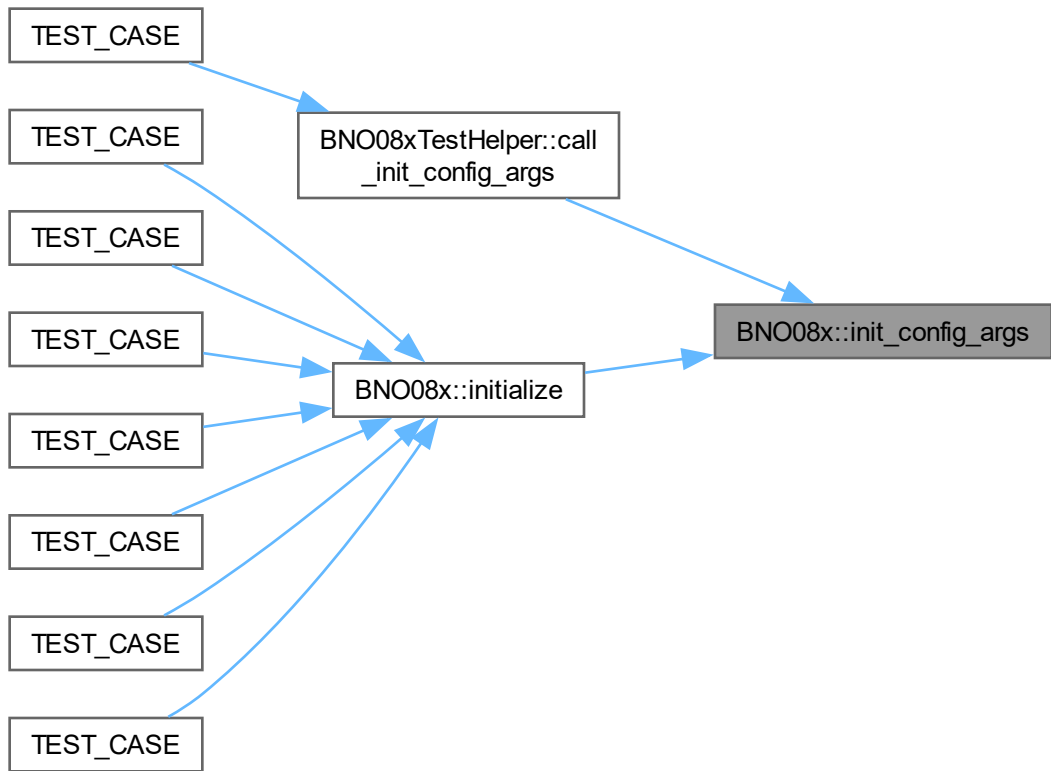 TEST_CASE
TEST_CASE
BNO08xTestHelper::call
_init_config_args
TEST_CASE
BNO08x::init_config_args
TEST_CASE
BNO08x::initialize
TEST_CASE
TEST_CASE
TEST_CASE
TEST_CASE